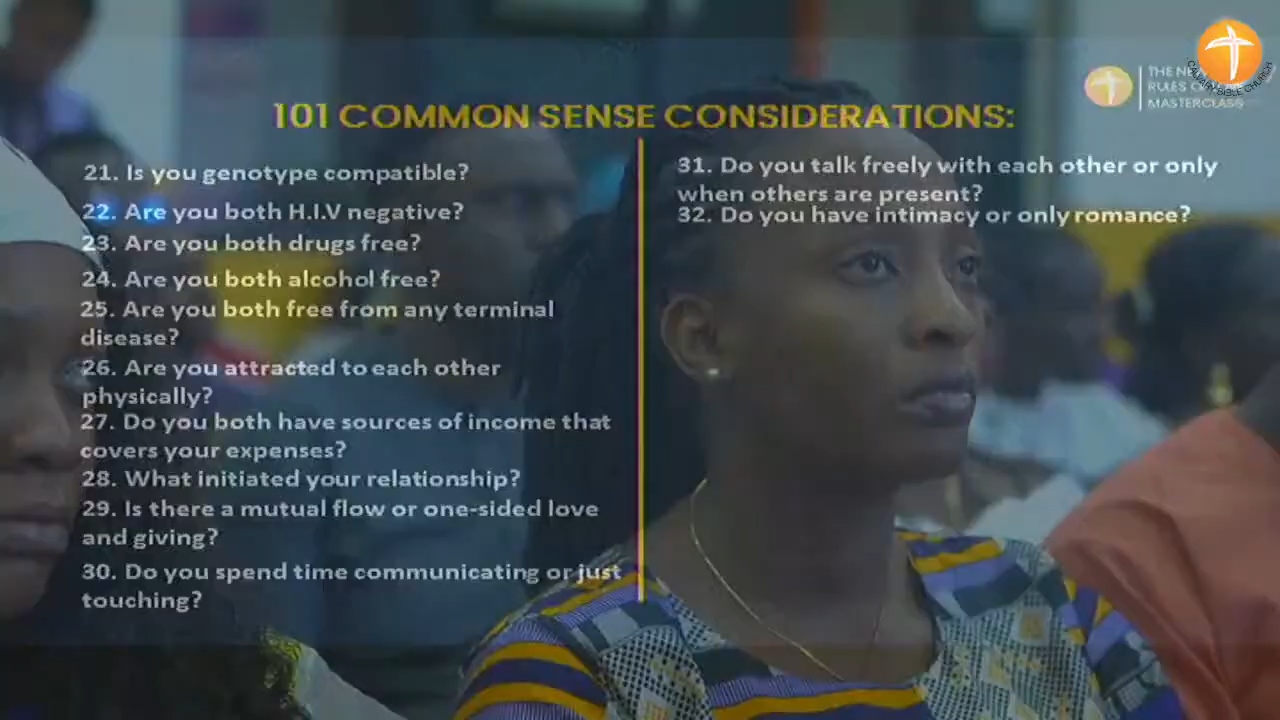 101 COMMON SENSE CONSIDERATIONS:
21. Is you genotype compatible?
22. Are you both H.I.V negative?
23. Are you both drugs free?
24. Are you both alcohol free?
25. Are you both free from any terminal
disease?
26. Are you attracted to each other
physically?
27. Do you both have sources of income that
covers your expenses?
28. What initiated your relationship?
29. Is there a mutual flow or one-sided love
and giving?
30. Do you spend time communicating or just
touching?
31. Do you talk freely with each other or only
when others are present?
32. Do you have intimacy or only romance?
THE
RULES
MASTERCLASS
CALVARY BIBLE CHURCH